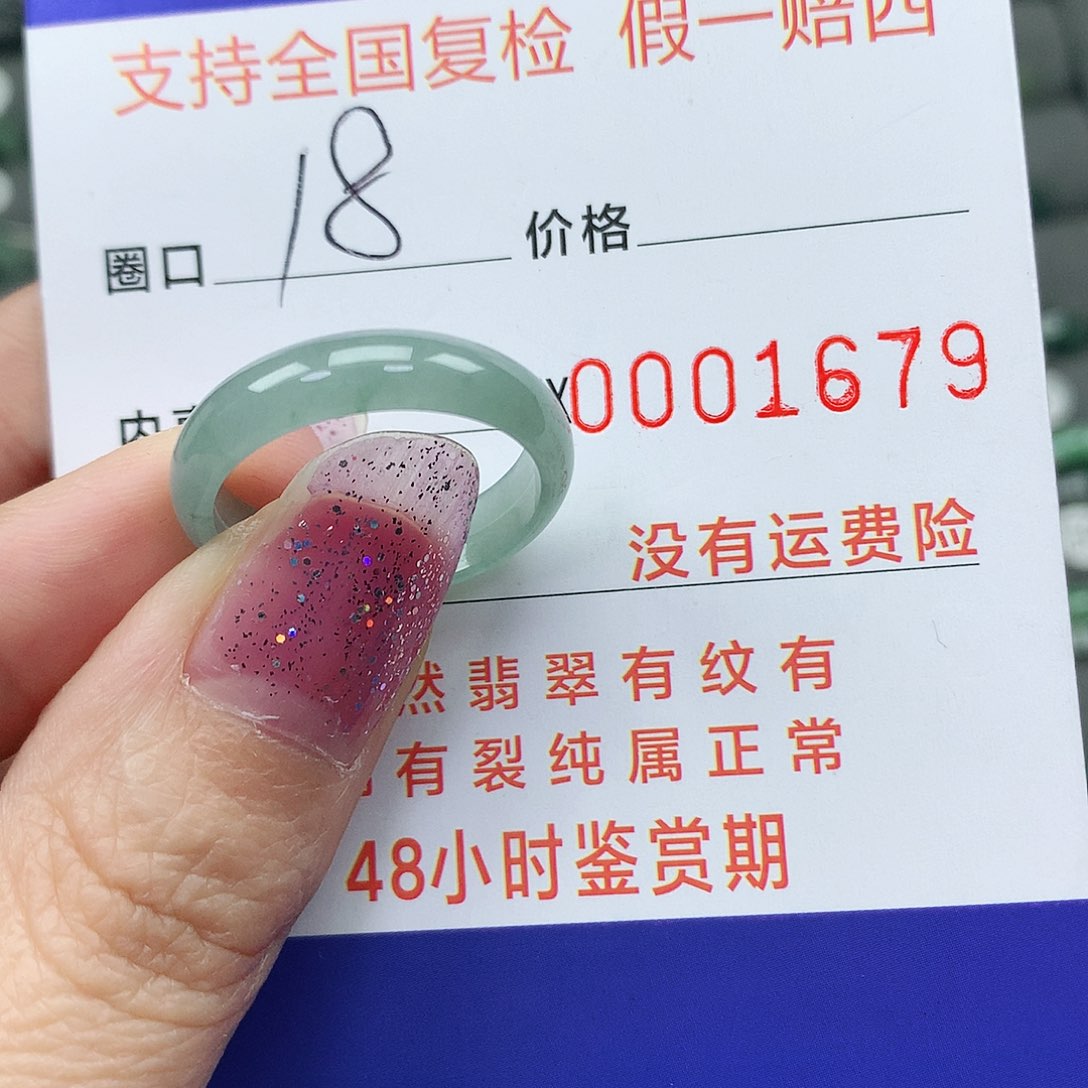 支持全国复检 假一赔四
圈口 18 价格
0001679
没有运费险
然翡翠有纹有
有裂纯属正常
48小时鉴赏期